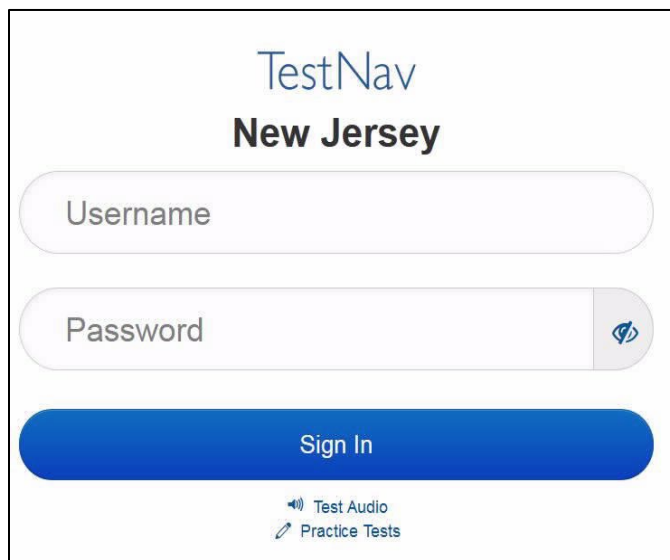 TestNav
New Jersey
Username
Password
Sign In
Test Audio
Practice Tests